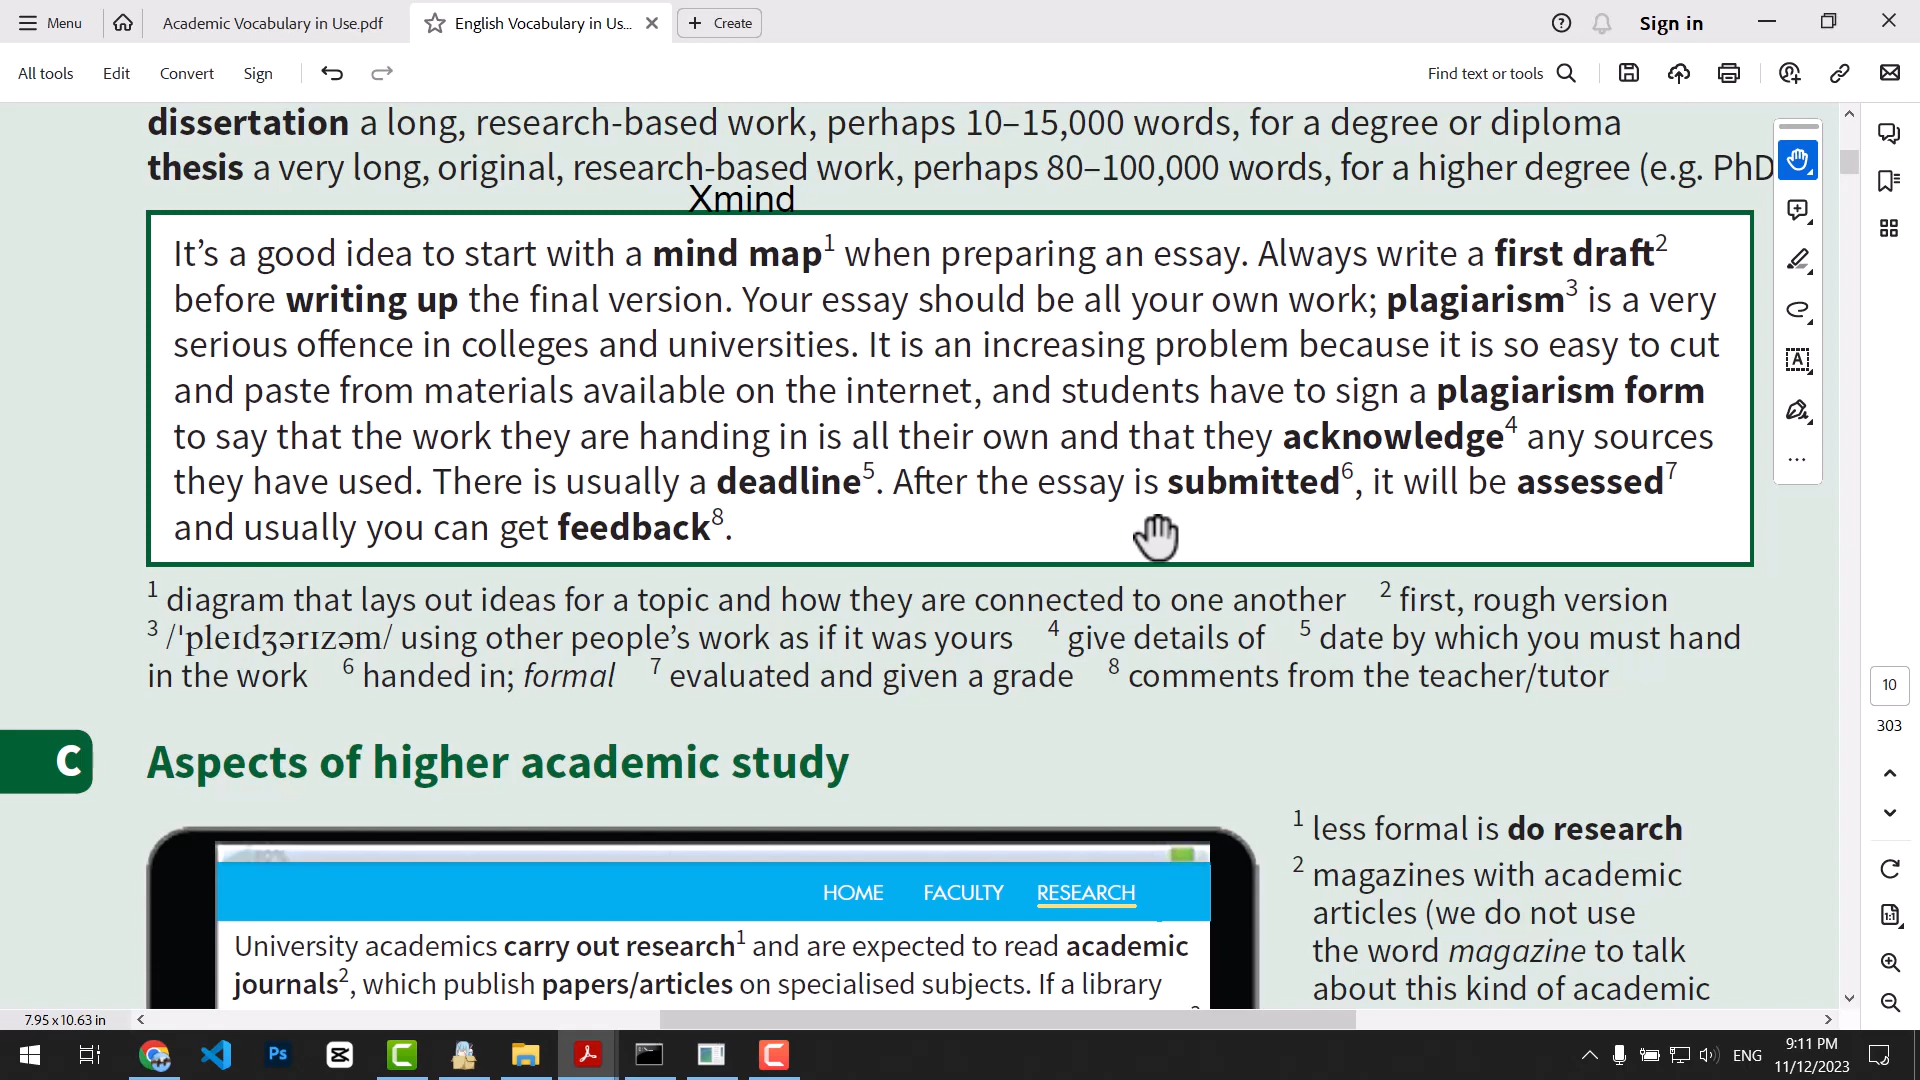 Menu
Academic Vocabulary in Use.pdf
English Vocabulary in Us...
Create
Sign in
All tools
Edit
Convert
Sign
Find text or tools
dissertation a long, research-based work, perhaps 10–15,000 words, for a degree or diploma
thesis a very long, original, research-based work, perhaps 80–100,000 words, for a higher degree (e.g. PhD
Xmind
It's a good idea to start with a mind map1 when preparing an essay. Always write a first draft2
before writing up the final version. Your essay should be all your own work; plagiarism3 is a very
serious offence in colleges and universities. It is an increasing problem because it is so easy to cut
and paste from materials available on the internet, and students have to sign a plagiarism form
to say that the work they are handing in is all their own and that they acknowledge4 any sources
they have used. There is usually a deadline5. After the essay is submitted6, it will be assessed7
and usually you can get feedback8.
1 diagram that lays out ideas for a topic and how they are connected to one another 2 first, rough version
3 /ˈpleɪdʒərɪzəm/ using other people's work as if it was yours 4 give details of 5 date by which you must hand
in the work 6 handed in; formal 7 evaluated and given a grade 8 comments from the teacher/tutor
C
Aspects of higher academic study
HOME FACULTY RESEARCH
University academics carry out research1 and are expected to read academic
journals2, which publish papers/articles on specialised subjects. If a library
1 less formal is do research
2 magazines with academic
articles (we do not use
the word magazine to talk
about this kind of academic
10
303
7.95 x 10.63 in
ENG
9:11 PM
11/12/2023